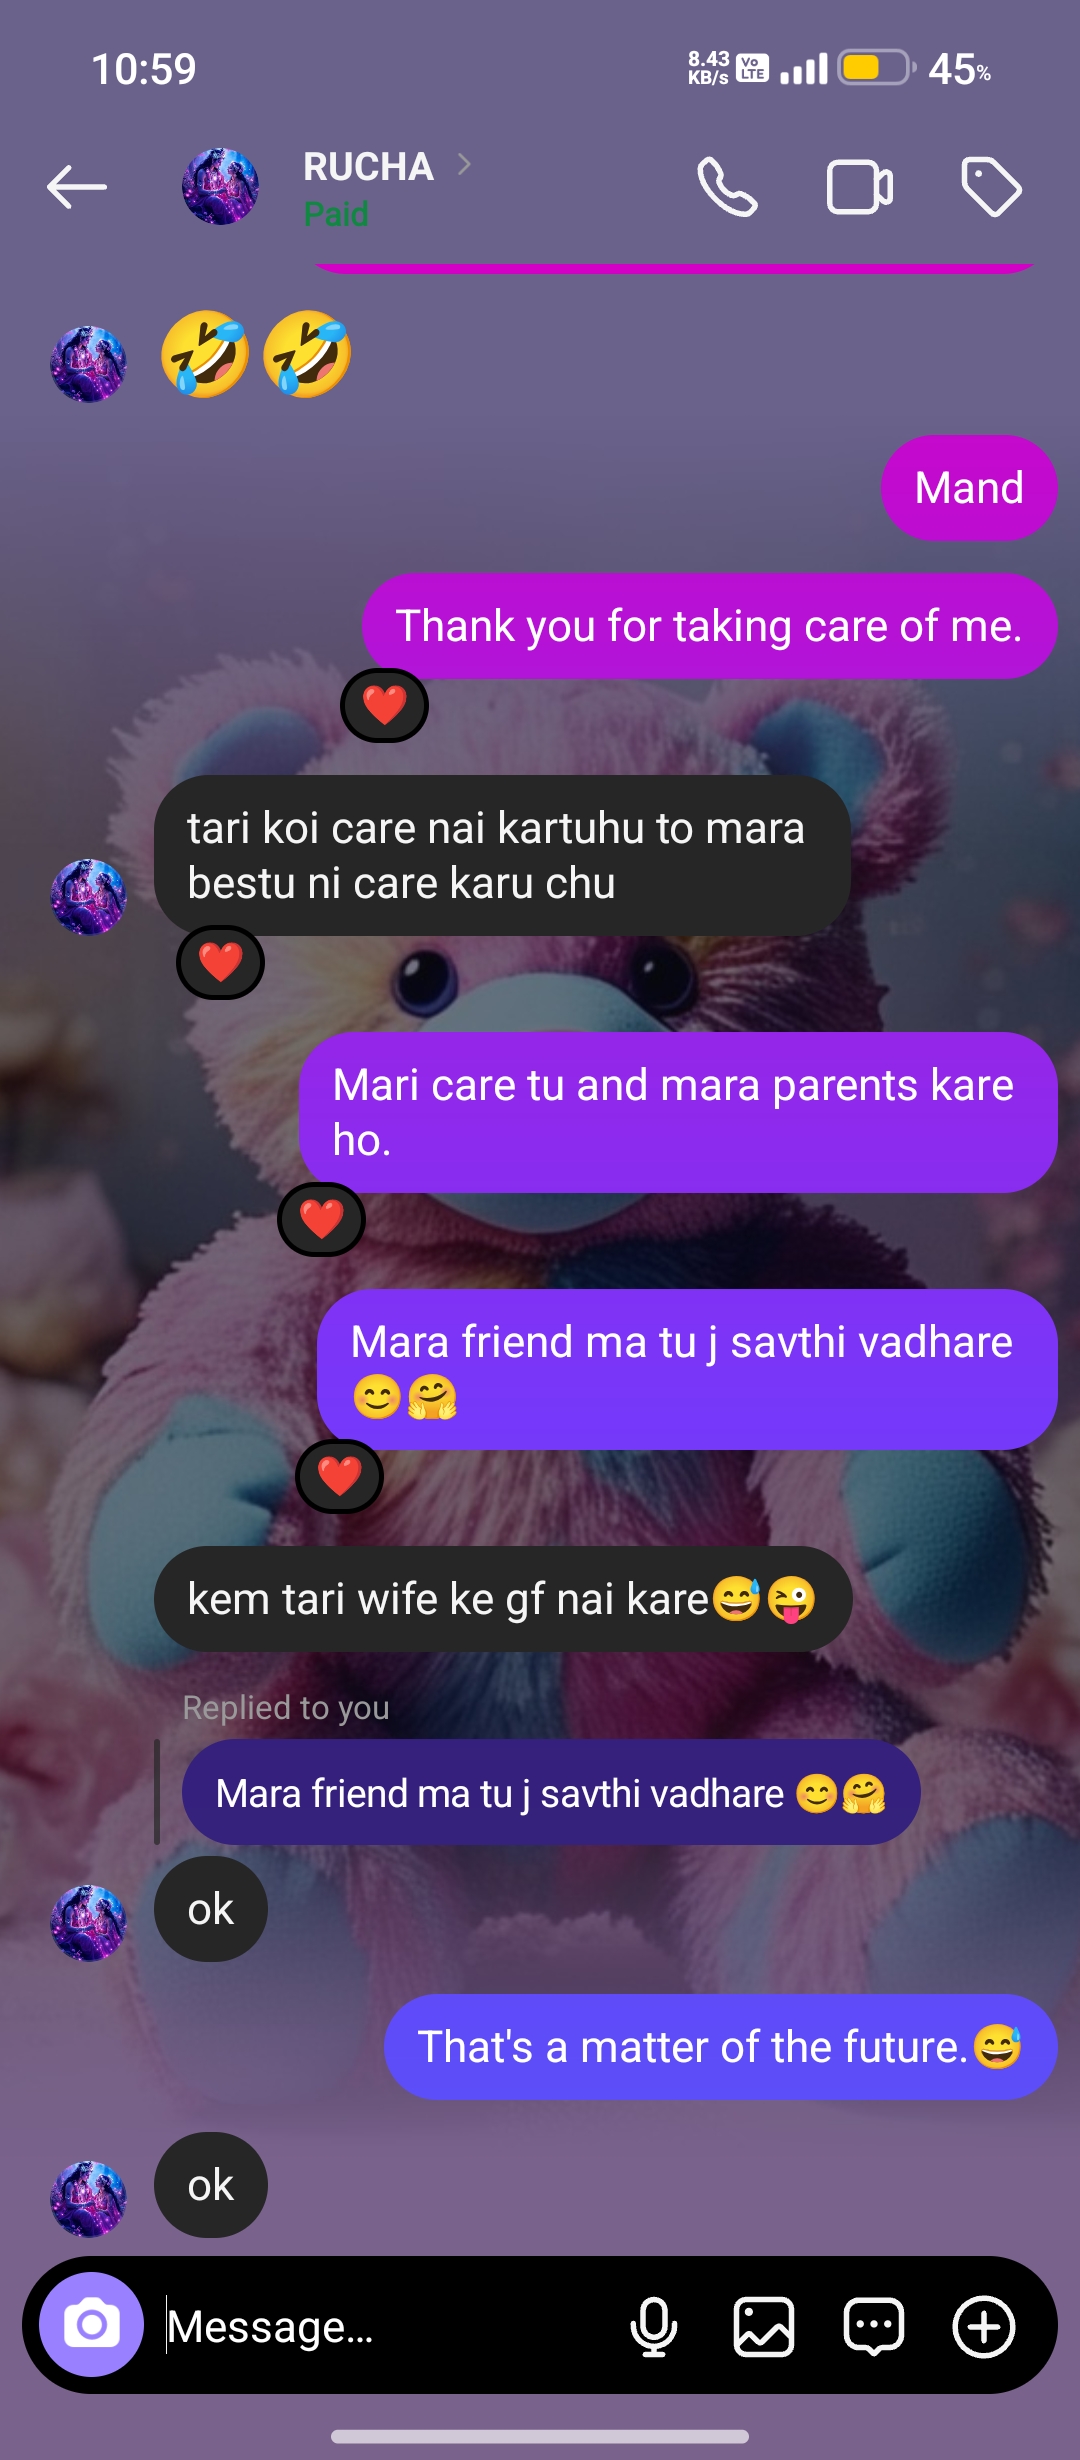 10:59
8.43
KB/s
Vo
LTE
45%
RUCHA
Paid
🤣🤣
Mand
Thank you for taking care of me.
❤️
tari koi care nai kartuhu to mara
bestu ni care karu chu
❤️
Mari care tu and mara parents kare
ho.
❤️
Mara friend ma tu j savthi vadhare
😊🤗
❤️
kem tari wife ke gf nai kare😅😜
Replied to you
Mara friend ma tu j savthi vadhare 😊🤗
ok
That's a matter of the future.😅
ok
Message...